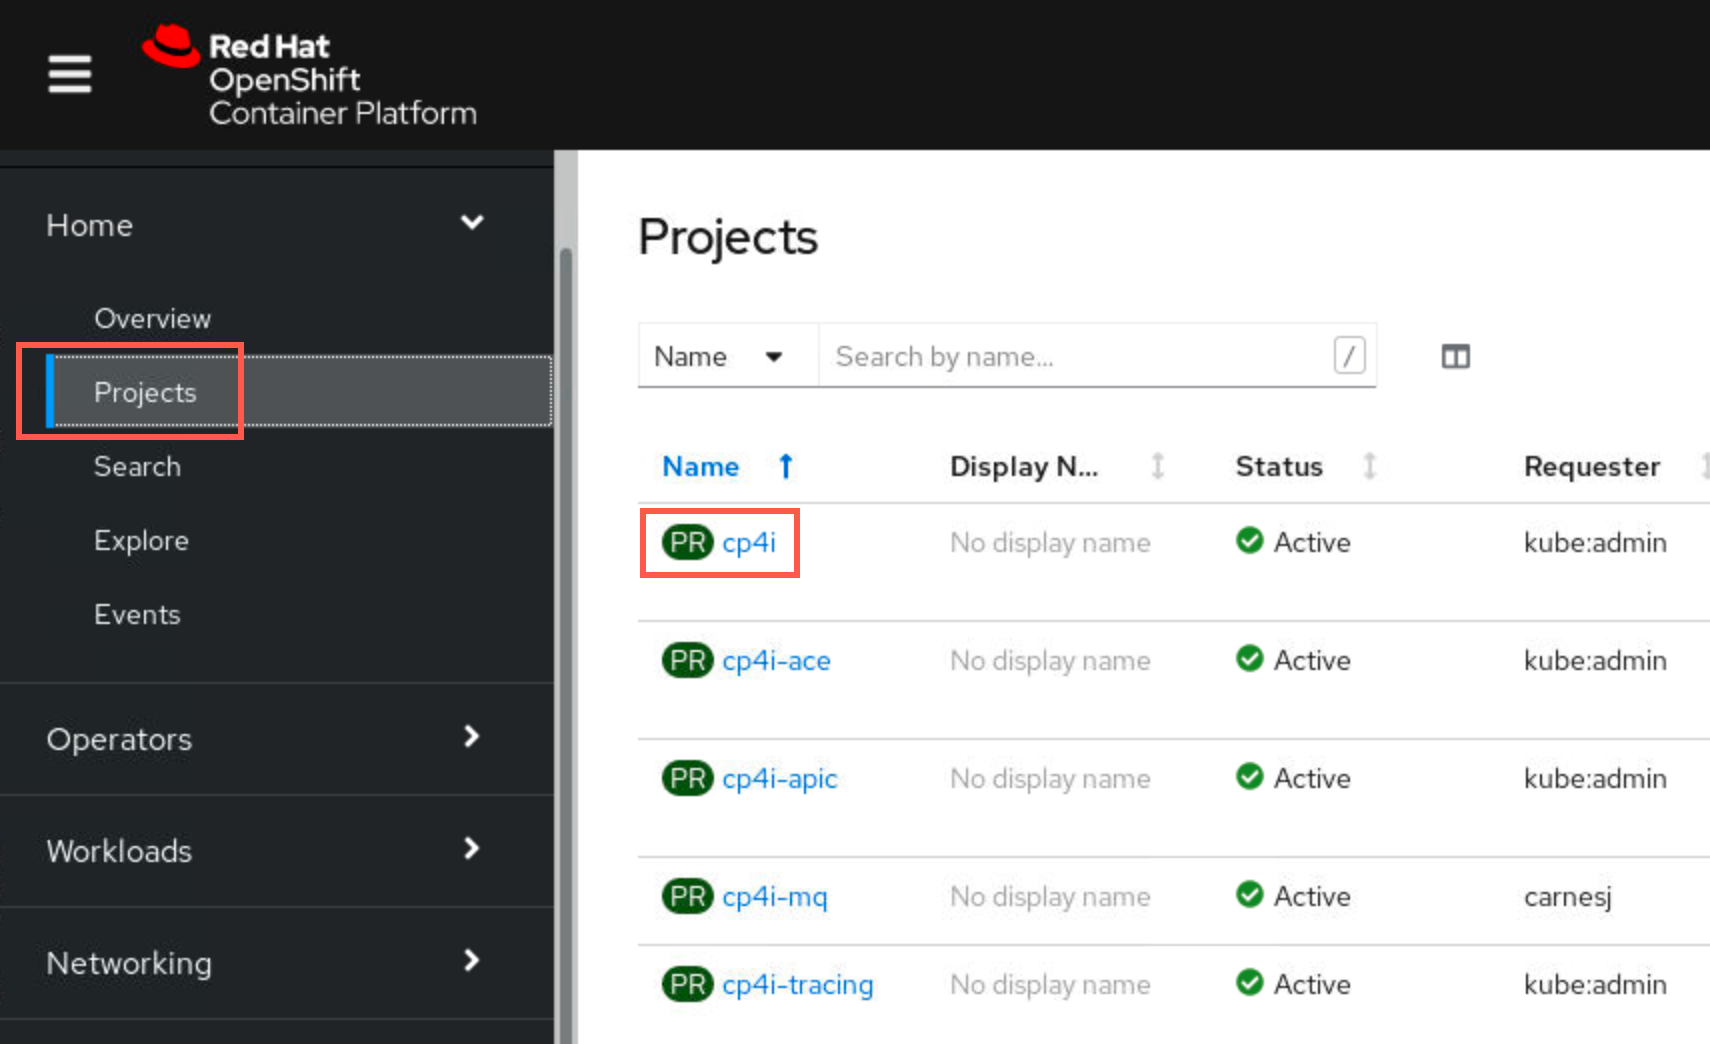 Red Hat
OpenShift
Container Platform
Home
Overview
Projects
Search
Explore
Events
Operators
Workloads
Networking
Projects
Name Search by name... /
Name Display N... Status Requester
PR cp4i No display name Active kube:admin
PR cp4i-ace No display name Active kube:admin
PR cp4i-apic No display name Active kube:admin
PR cp4i-mq No display name Active carnesj
PR cp4i-tracing No display name Active kube:admin